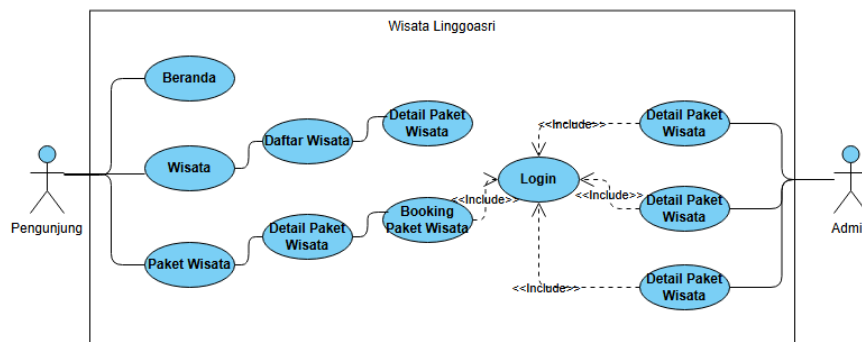 Wisata Linggoasri
Beranda
Wisata
Daftar Wisata
Detail Paket
Wisata
Paket Wisata
Detail Paket
Wisata
Booking
Paket Wisata
<<Include>>
Login
<<Include>>
<<Include>>
<<Include>>
Detail Paket
Wisata
Detail Paket
Wisata
Detail Paket
Wisata
Pengunjung
Admi